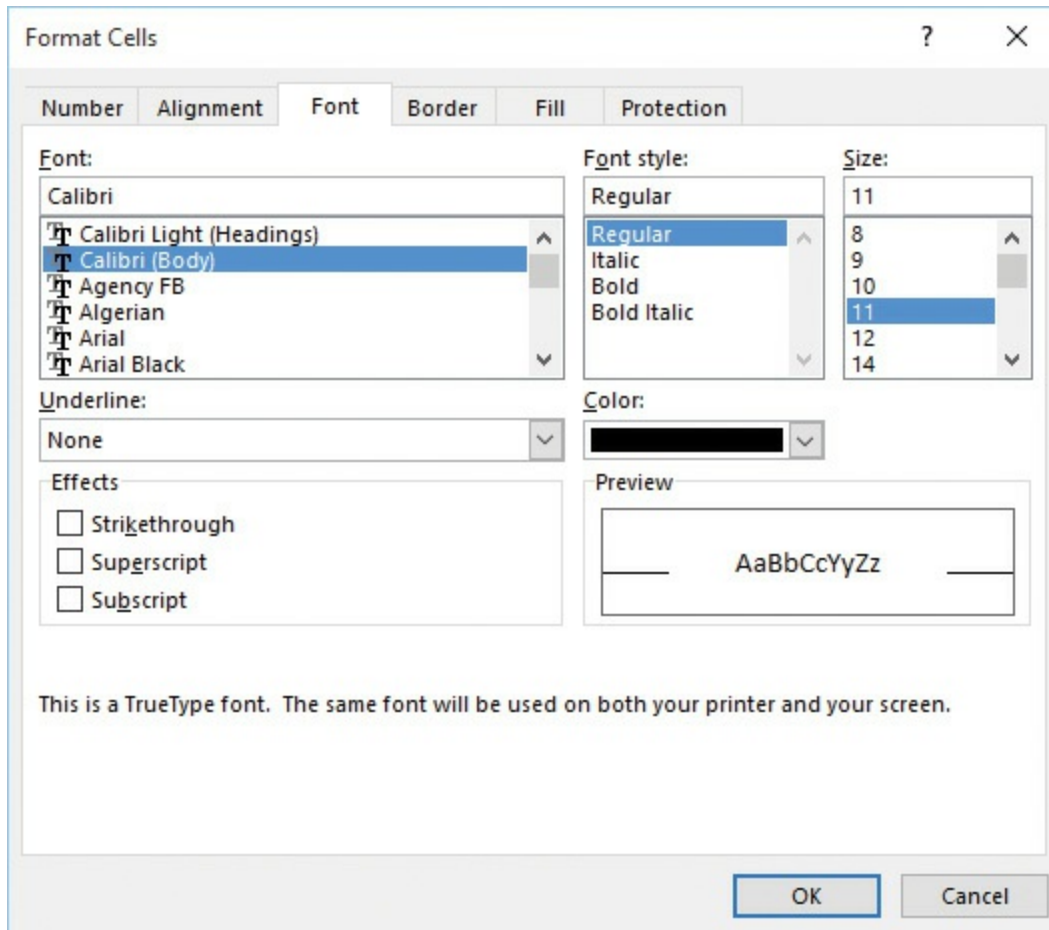 Format Cells ?
Number Alignment Font Border Fill Protection
Font: Font style: Size:
Calibri Regular 11
Calibri Light (Headings) Regular 8
Calibri (Body) Italic 9
Agency FB Bold 10
Algerian Bold Italic 11
Arial 12
Arial Black 14
Underline: Color:
None
Effects Preview
Strikethrough
Superscript AaBbCcYyZz
Subscript
This is a TrueType font.  The same font will be used on both your printer and your screen.
OK Cancel